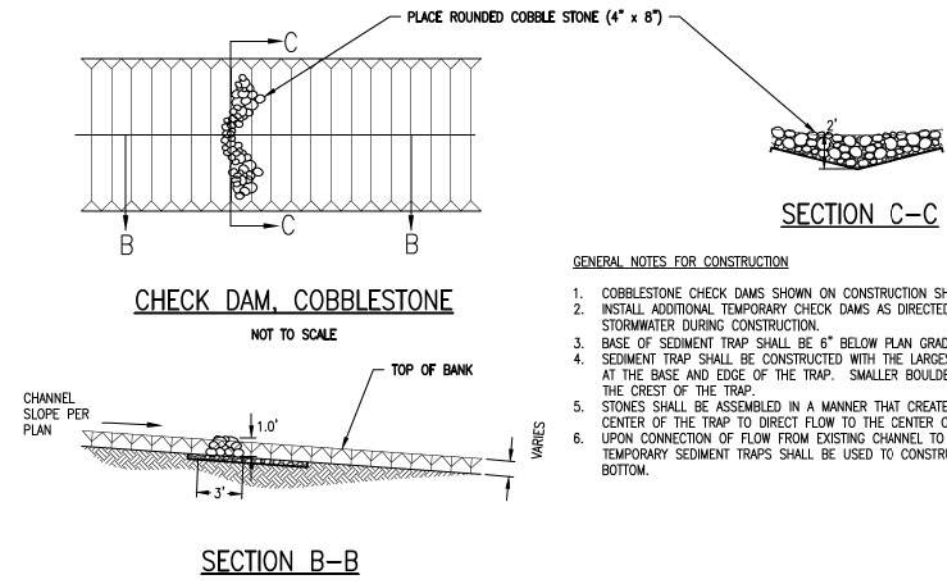 PLACE ROUNDED COBBLE STONE (4" x 8")
C
C
B
B
CHECK DAM, COBBLESTONE
NOT TO SCALE
2'
SECTION C-C
GENERAL NOTES FOR CONSTRUCTION
1. COBBLESTONE CHECK DAMS SHOWN ON CONSTRUCTION
2. INSTALL ADDITIONAL TEMPORARY CHECK DAMS AS DIRECTED
STORMWATER DURING CONSTRUCTION.
3. BASE OF SEDIMENT TRAP SHALL BE 6" BELOW PLAN
4. SEDIMENT TRAP SHALL BE CONSTRUCTED WITH THE
AT THE BASE AND EDGE OF THE TRAP. SMALLER
THE CREST OF THE TRAP.
5. STONES SHALL BE ASSEMBLED IN A MANNER THAT
CENTER OF THE TRAP TO DIRECT FLOW TO THE CENTER
6. UPON CONNECTION OF FLOW FROM EXISTING CHANNEL TO
TEMPORARY SEDIMENT TRAPS SHALL BE USED TO
BOTTOM.
CHANNEL
SLOPE PER
PLAN
TOP OF BANK
1.0'
3'
VARIES
SECTION B-B